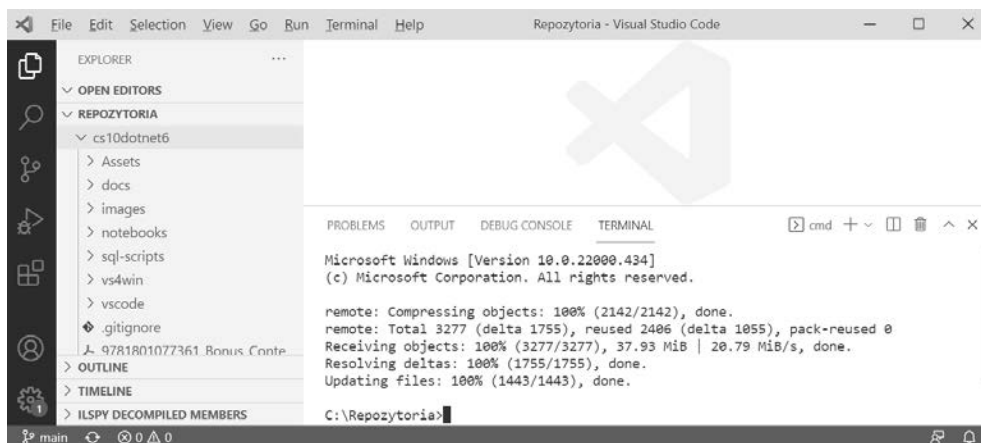 File Edit Selection View Go Run Terminal Help Repozytoria - Visual Studio Code
EXPLORER
OPEN EDITORS
REPOZYTORIA
cs10dotnet6
Assets
docs
images
notebooks
sql-scripts
vs4win
vscode
.gitignore
9781801077361_Bonus_Conte
OUTLINE
TIMELINE
ILSPY DECOMPILED MEMBERS
PROBLEMS OUTPUT DEBUG CONSOLE TERMINAL cmd
Microsoft Windows [Version 10.0.22000.434]
(c) Microsoft Corporation. All rights reserved.
remote: Compressing objects: 100% (2142/2142), done.
remote: Total 3277 (delta 1755), reused 2406 (delta 1055), pack-reused 0
Receiving objects: 100% (3277/3277), 37.93 MiB | 20.79 MiB/s, done.
Resolving deltas: 100% (1755/1755), done.
Updating files: 100% (1443/1443), done.
C:\Repozytoria>
1
main 0 0